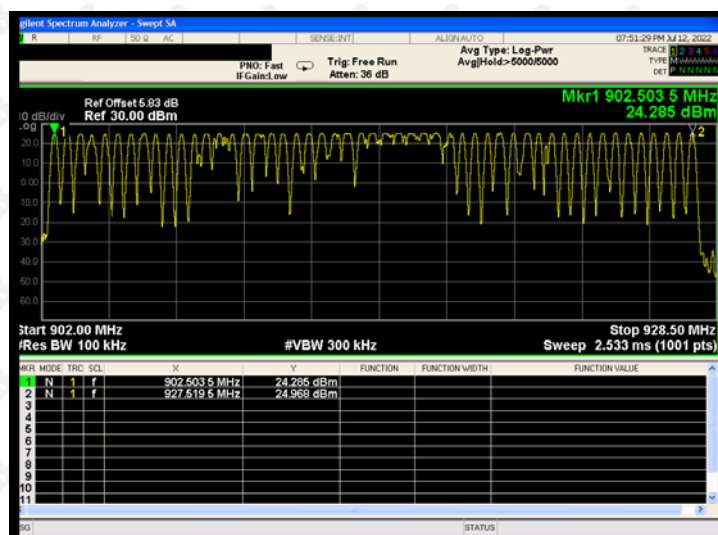 gilent Spectrum Analyzer - Swept SA
R RF 50 Ω AC SENSE:INT ALIGN AUTO 07:51:29 PM Jul 12, 2022
Avg Type: Log-Pwr TRACE 1 2 3 4 5 6
PNO: Fast Trig: Free Run Avg|Hold:>5000/5000 TYPE M
IFGain:Low Atten: 36 dB DET P N N N N N
Mkr1 902.503 5 MHz
Ref Offset 6.83 dB
10 dB/div Ref 30.00 dBm 24.285 dBm
og
1 2
20.0
10.0
0.00
10.0
20.0
30.0
40.0
50.0
60.0
Start 902.00 MHz Stop 928.50 MHz
#Res BW 100 kHz #VBW 300 kHz Sweep 2.533 ms (1001 pts)
MKR MODE TRC SCL X Y FUNCTION FUNCTION WIDTH FUNCTION VALUE
1 N 1 f 902.503 5 MHz 24.285 dBm
2 N 1 f 927.519 5 MHz 24.968 dBm
3
4
5
6
7
8
9
10
11
SG STATUS